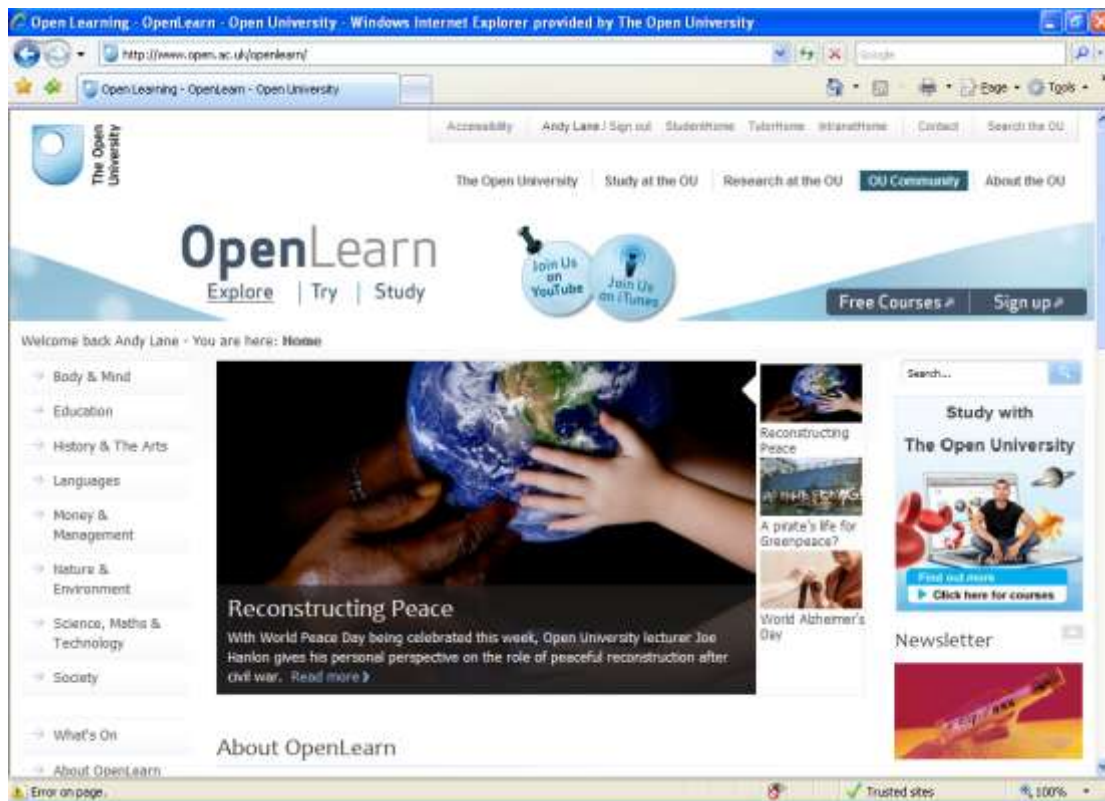 Open Learning - OpenLearn - Open University - Windows Internet Explorer provided by The Open University
http://www.open.ac.uk/openlearn/
Google
Open Learning - OpenLearn - Open University
Page
Tools
The Open
University
Accessibility Andy Lane / Sign out StudentHome TutorHome IntranetHome Contact Search the OU
The Open University Study at the OU Research at the OU OU Community About the OU
OpenLearn
Explore | Try | Study
Join Us
on
YouTube
Join Us
on iTunes
Free Courses Sign up
Welcome back Andy Lane - You are here: Home
Body & Mind
Education
History & The Arts
Languages
Money &
Management
Nature &
Environment
Science, Maths &
Technology
Society
What's On
About OpenLearn
Reconstructing Peace
With World Peace Day being celebrated this week, Open University lecturer Joe
Hanlon gives his personal perspective on the role of peaceful reconstruction after
civil war. Read more
About OpenLearn
Reconstructing
Peace
A pirate's life for
Greenpeace?
World Alzheimer's
Day
Search...
Study with
The Open University
Find out more
Click here for courses
Newsletter
Error on page.
Trusted sites
100%